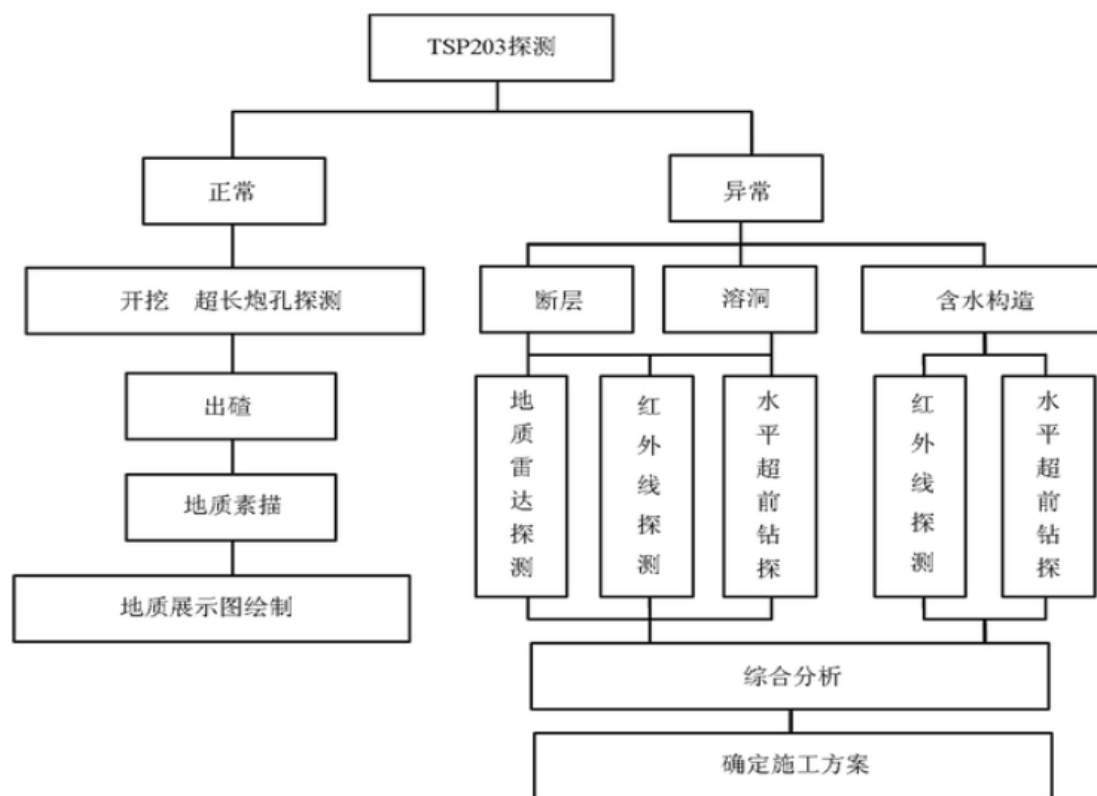 TSP203探测
正常
异常
开挖 超长炮孔探测
断层
溶洞
含水构造
出碴
地质素描
地质展示图绘制
地质雷达探测
红外线探测
水平超前钻探
红外线探测
水平超前钻探
综合分析
确定施工方案